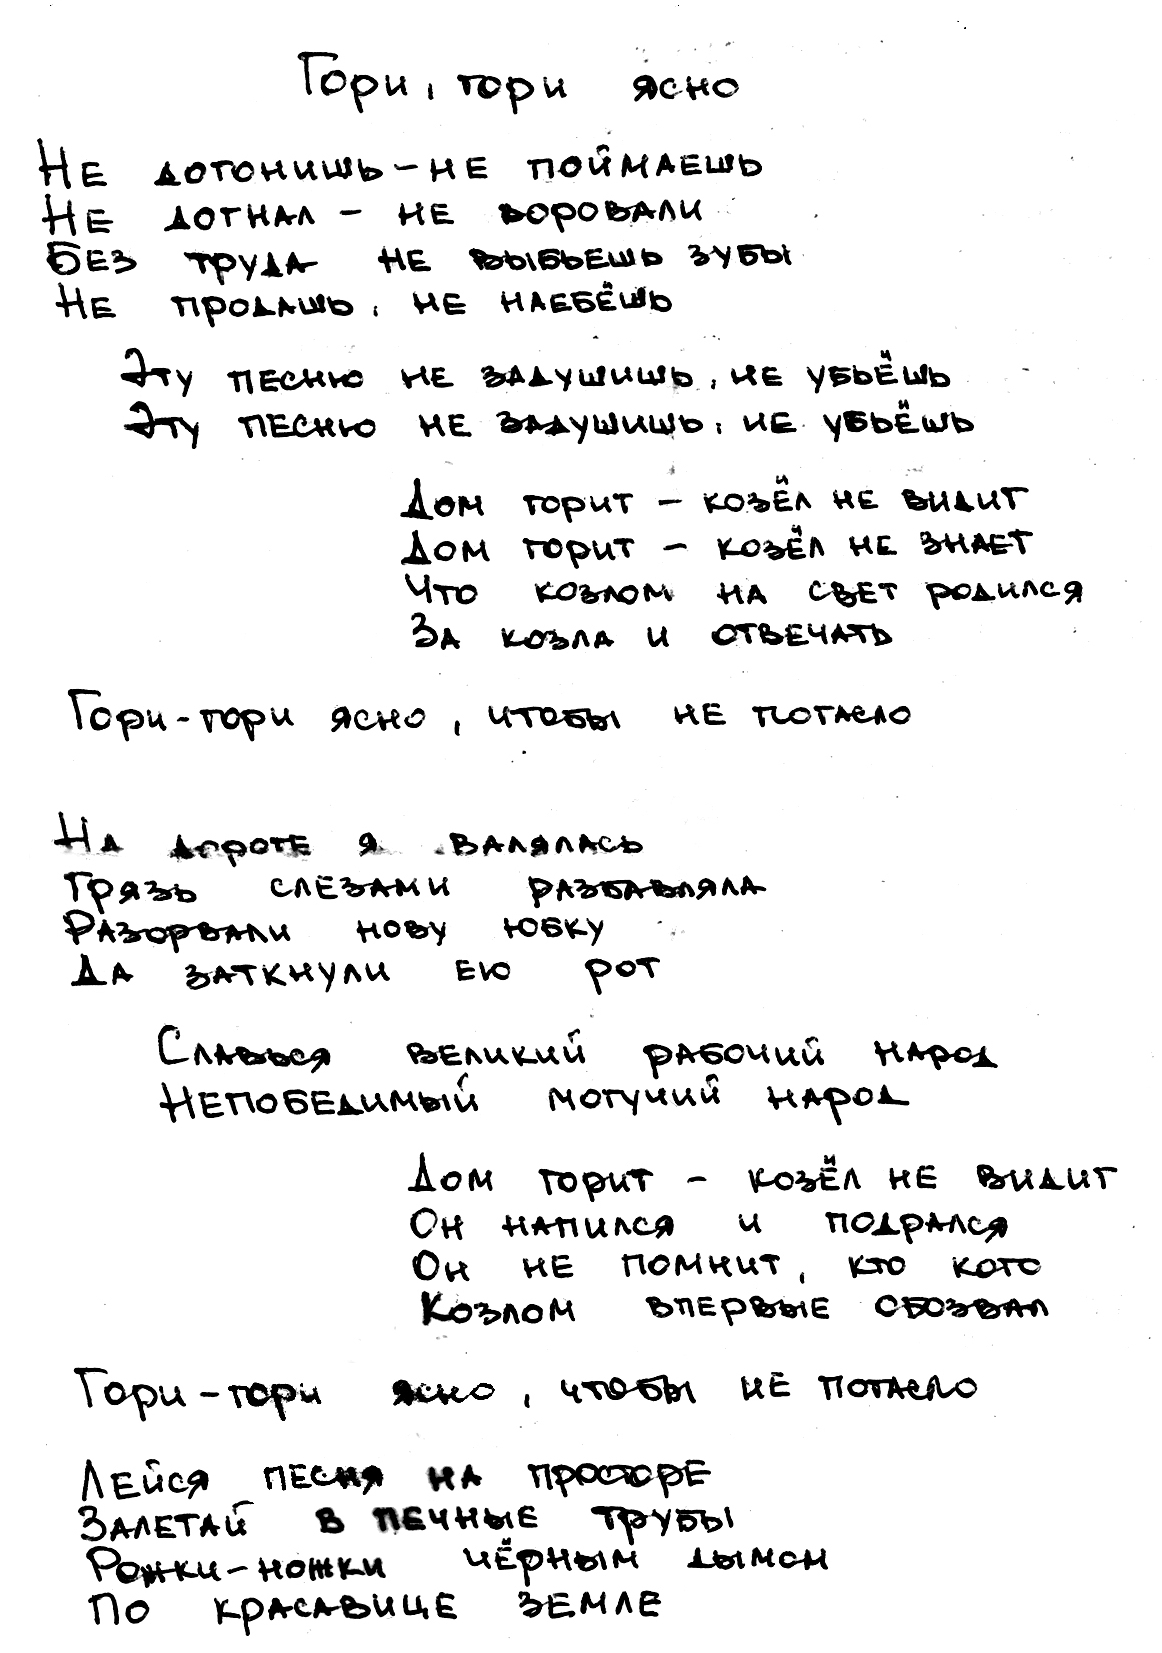 Гори, гори ясно
Не догонишь – не поймаешь
Не догнал – не воровали
Без труда не выбьешь зубы
Не продашь, не наебёшь
Эту песню не задушишь, не убьёшь
Эту песню не задушишь, не убьёшь
Дом горит – козёл не видит
Дом горит – козёл не знает
Что козлом на свет родился
За козла и отвечать
Гори-гори ясно, чтобы не погасло
На дороге я валялась
Грязь слезами разбавляла
Разорвали нову юбку
Да заткнули ею рот
Славься великий рабочий народ
Непобедимый могучий народ
Дом горит – козёл не видит
Он напился и подрался
Он не помнит, кто кого
Козлом впервые обозвал
Гори-гори ясно, чтобы не погасло
Лейся песня на просторе
Залетай в печные трубы
Рожки-ножки чёрным дымом
По красавице земле